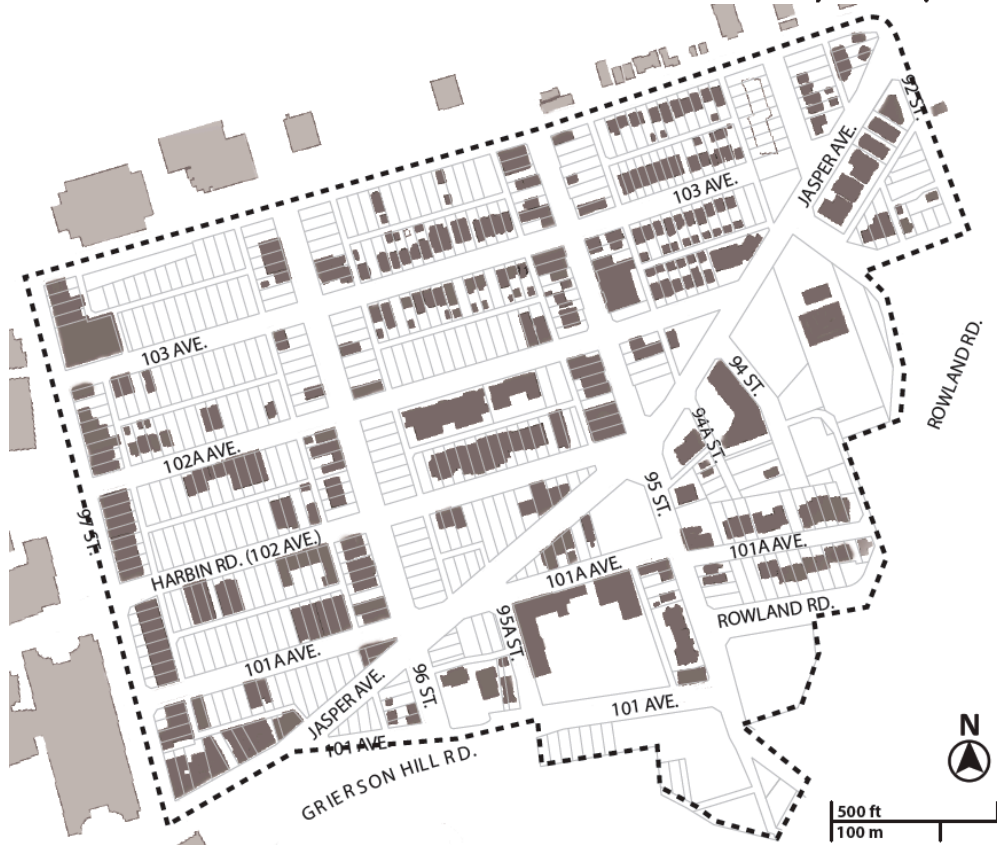 92 ST.
JASPER AVE.
103 AVE.
ROWLAND RD.
103 AVE.
94 ST.
94A ST.
102A AVE.
95 ST.
97 ST.
HARBIN RD. (102 AVE.)
101A AVE.
101A AVE.
ROWLAND RD.
95A ST.
101A AVE.
96 ST.
JASPER AVE.
101 AVE.
101 AVE.
GRIERSON HILL RD.
N
500 ft
100 m